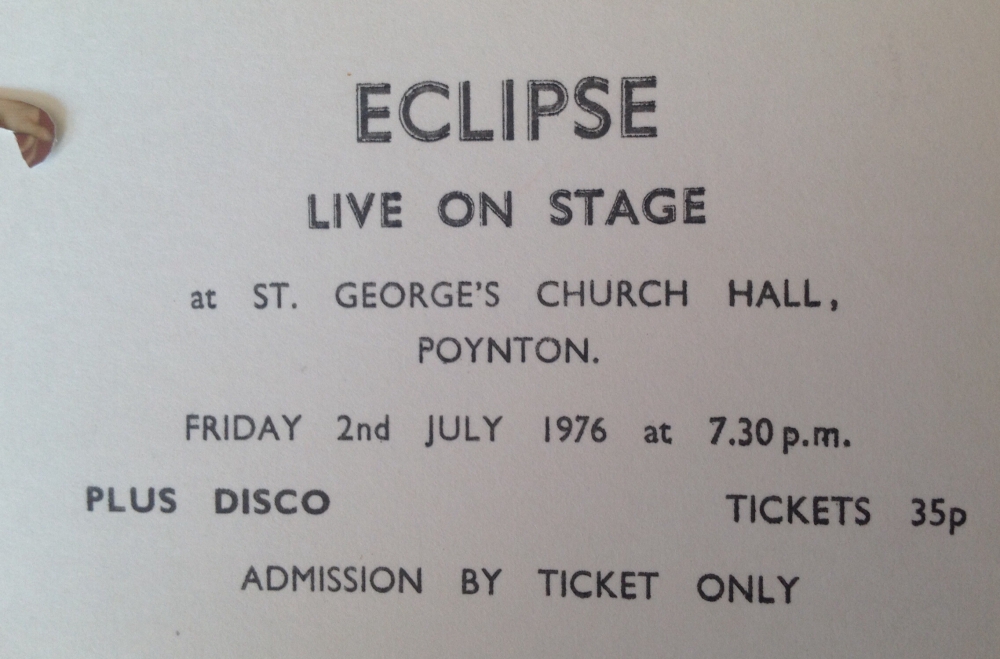 ECLIPSE
LIVE ON STAGE
at ST. GEORGE'S CHURCH HALL,
POYNTON.
FRIDAY 2nd JULY 1976 at 7.30 p.m.
PLUS DISCO TICKETS 35p
ADMISSION BY TICKET ONLY